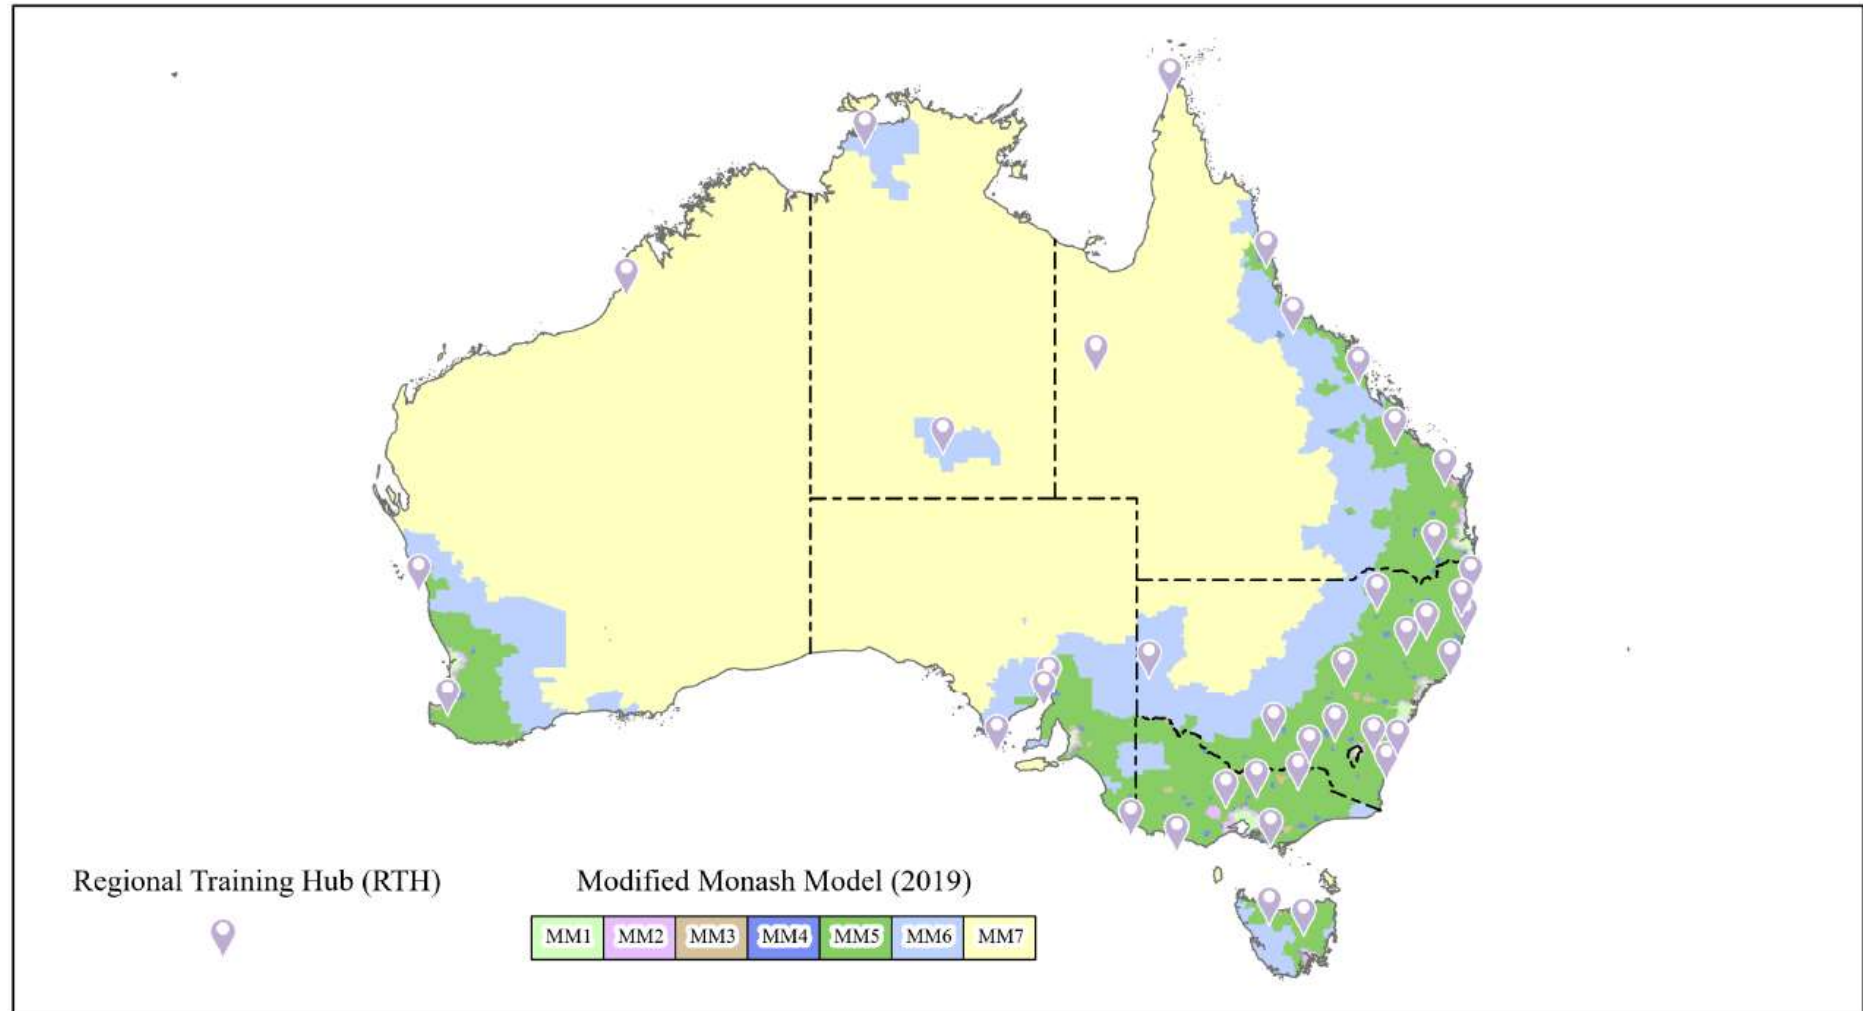 Regional Training Hub (RTH)
Modified Monash Model (2019)
MM1 MM2 MM3 MM4 MM5 MM6 MM7